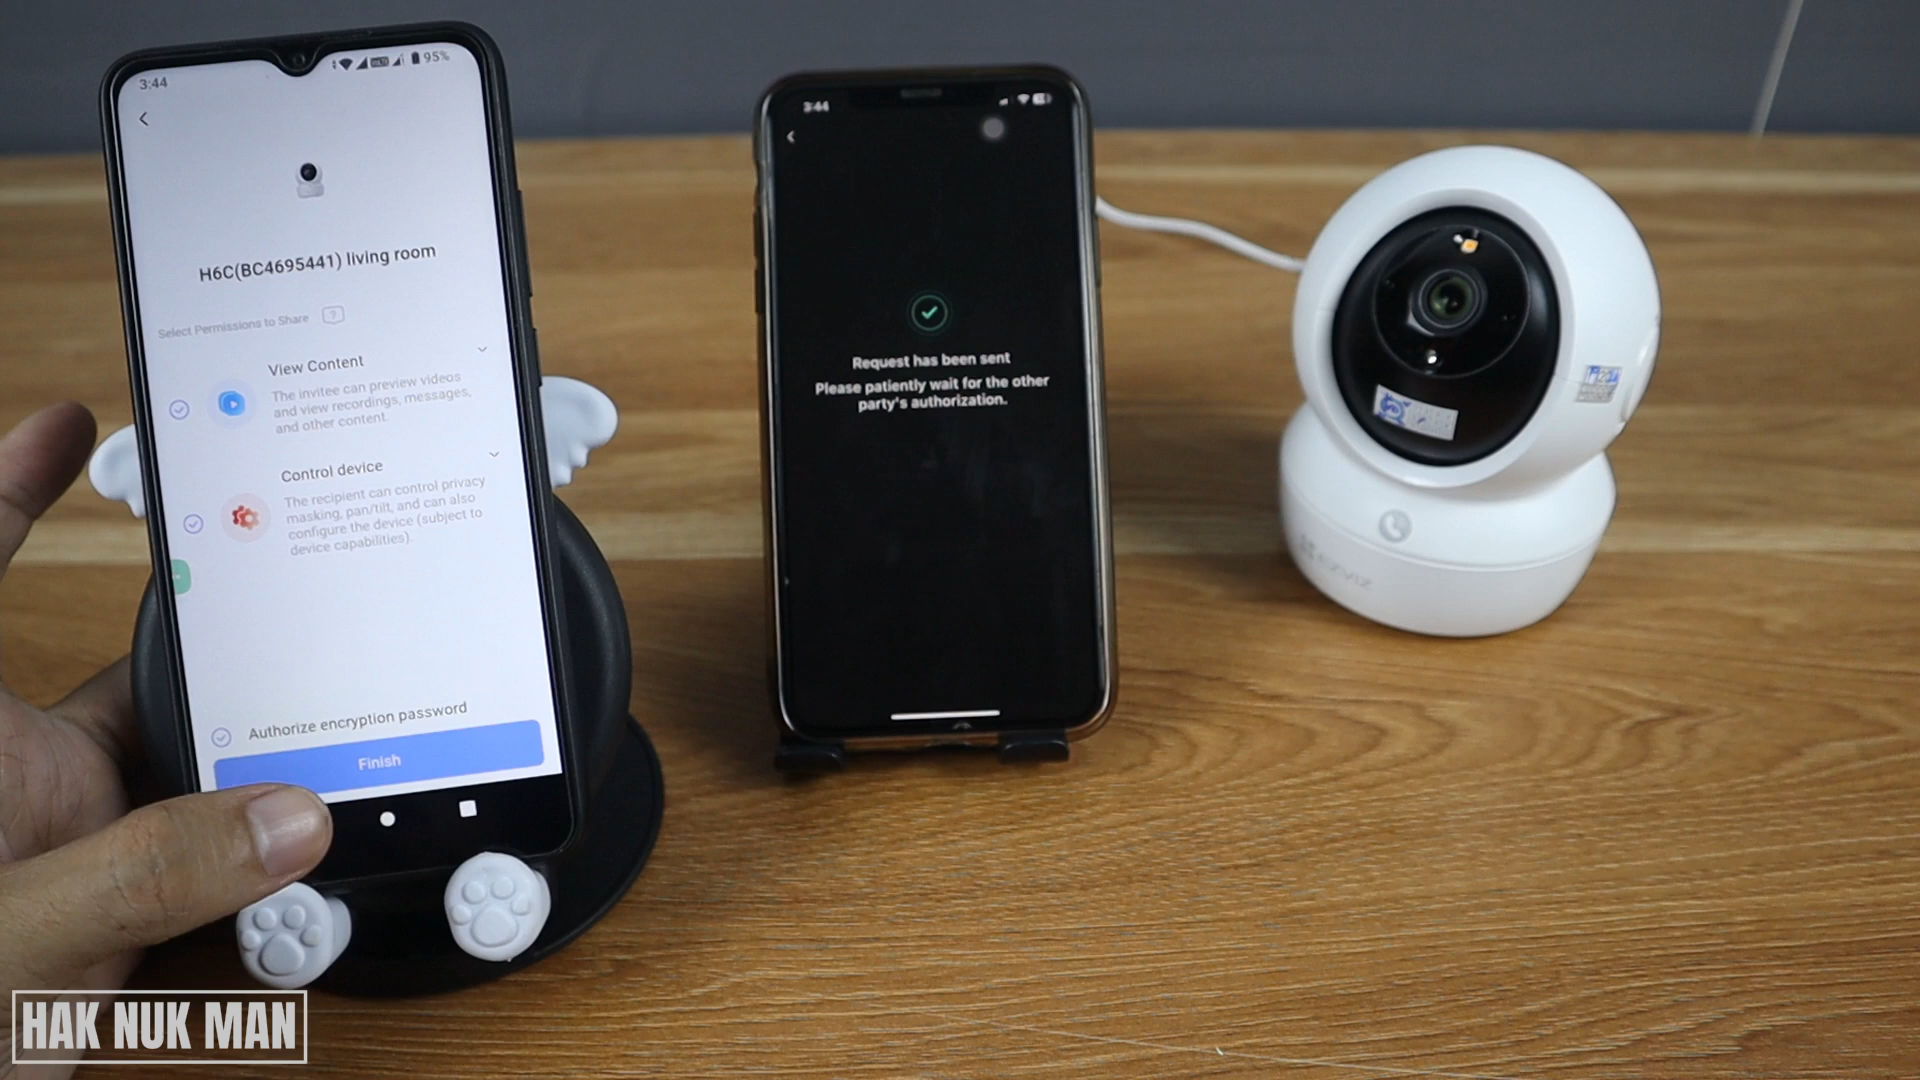 3:44
95%
H6C(BC4695441) living room
Select Permissions to Share
?
View Content
The invitee can preview videos
and view recordings, messages,
and other content.
Control device
The recipient can control privacy
masking, pan/tilt, and can also
configure the device (subject to
device capabilities).
Authorize encryption password
Finish
3:44
Request has been sent
Please patiently wait for the other
party's authorization.
EZVIZ
HAK NUK MAN